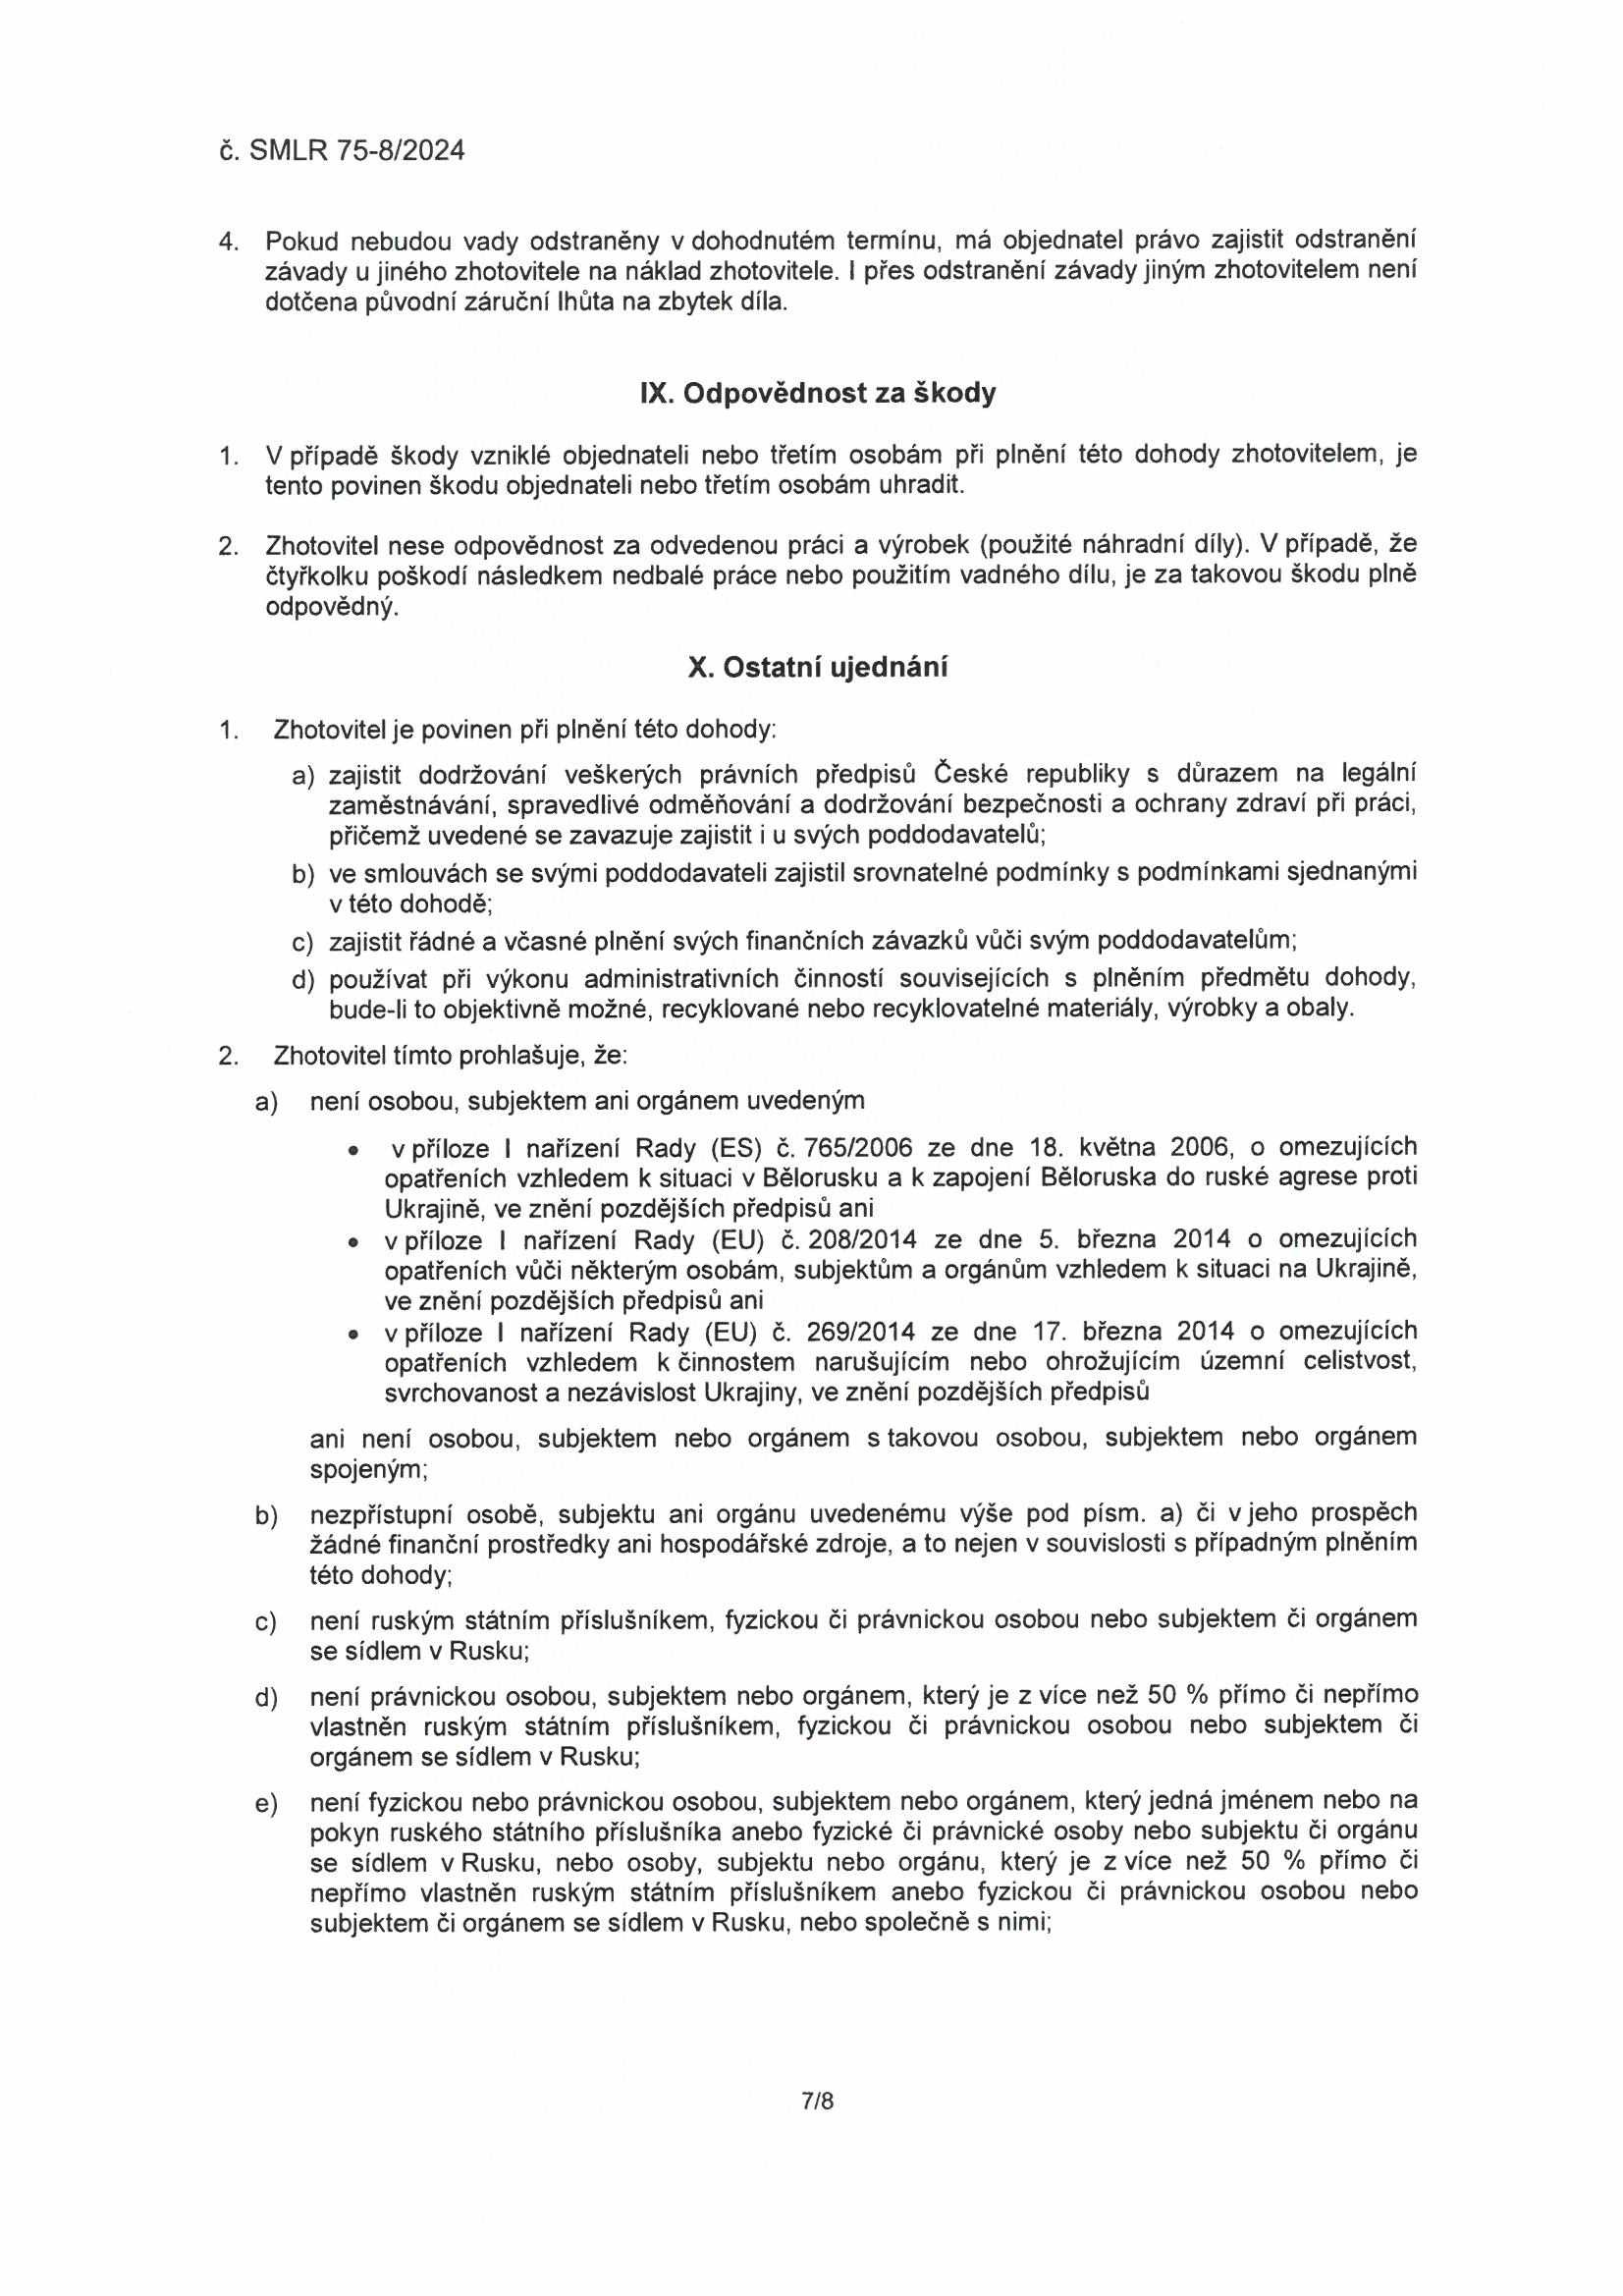 č. SMLR 75-8/2024
4. Pokud nebudou vady odstraněny v dohodnutém termínu, má objednatel právo zajistit odstranění
závady u jiného zhotovitele na náklad zhotovitele. I přes odstranění závady jiným zhotovitelem není
dotčena původní záruční lhůta na zbytek díla.
IX. Odpovědnost za škody
1. V případě škody vzniklé objednateli nebo třetím osobám při plnění této dohody zhotovitelem, je
tento povinen škodu objednateli nebo třetím osobám uhradit.
2. Zhotovitel nese odpovědnost za odvedenou práci a výrobek (použité náhradní díly). V případě, že
čtyřkolku poškodí následkem nedbalé práce nebo použitím vadného dílu, je za takovou škodu plně
odpovědný.
X. Ostatní ujednání
1. Zhotovitel je povinen při plnění této dohody:
a) zajistit dodržování veškerých právních předpisů České republiky s důrazem na legální
zaměstnávání, spravedlivé odměňování a dodržování bezpečnosti a ochrany zdraví při práci,
přičemž uvedené se zavazuje zajistit i u svých poddodavatelů;
b) ve smlouvách se svými poddodavateli zajistil srovnatelné podmínky s podmínkami sjednanými
v této dohodě;
c) zajistit řádné a včasné plnění svých finančních závazků vůči svým poddodavatelům;
d) používat při výkonu administrativních činností souvisejících s plněním předmětu dohody,
bude-li to objektivně možné, recyklované nebo recyklovatelné materiály, výrobky a obaly.
2. Zhotovitel tímto prohlašuje, že:
a) není osobou, subjektem ani orgánem uvedeným
• v příloze I nařízení Rady (ES) č. 765/2006 ze dne 18. května 2006, o omezujících
opatřeních vzhledem k situaci v Bělorusku a k zapojení Běloruska do ruské agrese proti
Ukrajině, ve znění pozdějších předpisů ani
• v příloze I nařízení Rady (EU) č. 208/2014 ze dne 5. března 2014 o omezujících
opatřeních vůči některým osobám, subjektům a orgánům vzhledem k situaci na Ukrajině,
ve znění pozdějších předpisů ani
• v příloze I nařízení Rady (EU) č. 269/2014 ze dne 17. března 2014 o omezujících
opatřeních vzhledem k činnostem narušujícím nebo ohrožujícím územní celistvost,
svrchovanost a nezávislost Ukrajiny, ve znění pozdějších předpisů
ani není osobou, subjektem nebo orgánem s takovou osobou, subjektem nebo orgánem
spojeným;
b) nezpřístupní osobě, subjektu ani orgánu uvedenému výše pod písm. a) či v jeho prospěch
žádné finanční prostředky ani hospodářské zdroje, a to nejen v souvislosti s případným plněním
této dohody;
c) není ruským státním příslušníkem, fyzickou či právnickou osobou nebo subjektem či orgánem
se sídlem v Rusku;
d) není právnickou osobou, subjektem nebo orgánem, který je z více než 50 % přímo či nepřímo
vlastněn ruským státním příslušníkem, fyzickou či právnickou osobou nebo subjektem či
orgánem se sídlem v Rusku;
e) není fyzickou nebo právnickou osobou, subjektem nebo orgánem, který jedná jménem nebo na
pokyn ruského státního příslušníka anebo fyzické či právnické osoby nebo subjektu či orgánu
se sídlem v Rusku, nebo osoby, subjektu nebo orgánu, který je z více než 50 % přímo či
nepřímo vlastněn ruským státním příslušníkem anebo fyzickou či právnickou osobou nebo
subjektem či orgánem se sídlem v Rusku, nebo společně s nimi;
7/8